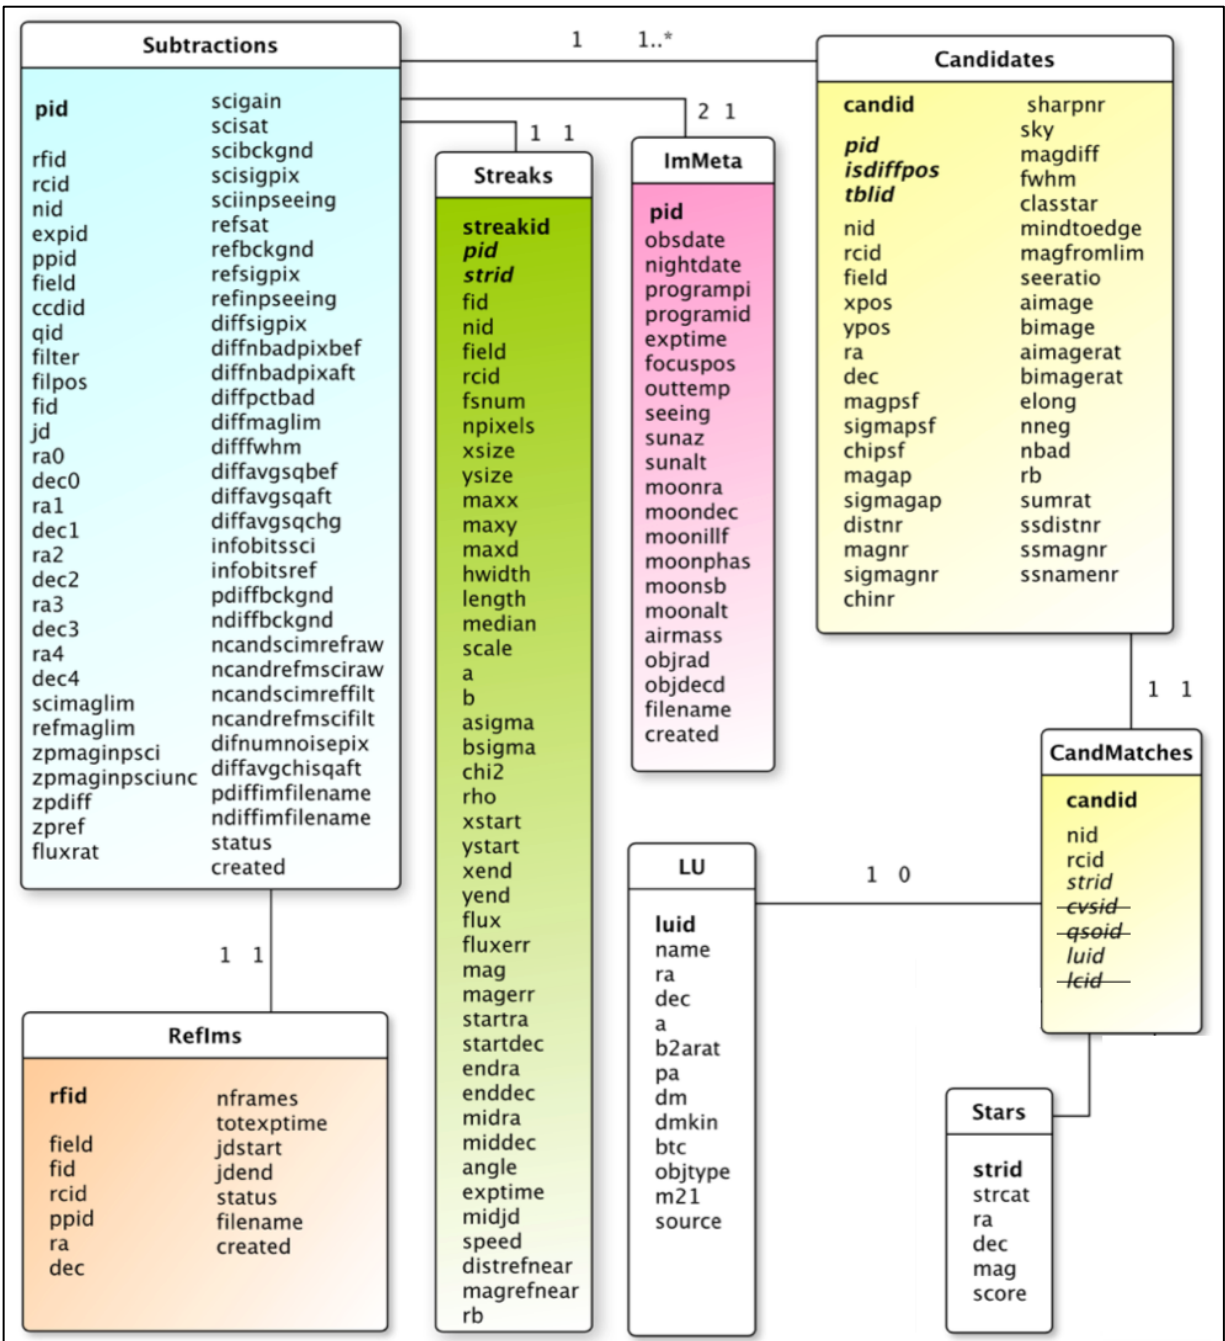 Subtractions
pid
rfid
rcid
nid
expid
ppid
field
ccdid
qid
filter
filpos
fid
jd
ra0
dec0
ra1
dec1
ra2
dec2
ra3
dec3
ra4
dec4
scimaglim
refmaglim
zpmaginpsci
zpmaginpsciunc
zpdiff
zpref
fluxrat
scigain
scisat
scibckgnd
scisigpix
sciinpseeing
refsat
refbckgnd
refsigpix
refinpseeing
diffsigpix
diffnbadpixbef
diffnbadpixaft
diffpctbad
diffmaglim
difffwhm
diffavgsqbef
diffavgsqaft
diffavgsqchg
infobitssci
infobitsref
pdiffbckgnd
ndiffbckgnd
ncandscimrefraw
ncandrefmsciraw
ncandscimreffilt
ncandrefmscifilt
difnumnoisepix
diffavgchisqaft
pdiffimfilename
ndiffimfilename
status
created
1 1..*
2 1
1 1
Streaks
streakid
pid
strid
fid
nid
field
rcid
fsnum
npixels
xsize
ysize
maxx
maxy
maxd
hwidth
length
median
scale
a
b
asigma
bsigma
chi2
rho
xstart
ystart
xend
yend
flux
fluxerr
mag
magerr
startra
startdec
endra
enddec
midra
middec
angle
exptime
midjd
speed
distrefnear
magrefnear
rb
ImMeta
pid
obsdate
nightdate
programpi
programid
exptime
focuspos
outtemp
seeing
sunaz
sunalt
moonra
moondec
moonillf
moonphas
moonsb
moonalt
airmass
objrad
objdecd
filename
created
Candidates
candid
pid
isdiffpos
tblid
nid
rcid
field
xpos
ypos
ra
dec
magpsf
sigmapsf
chipsf
magap
sigmagap
distnr
magnr
sigmagnr
chinr
sharpnr
sky
magdiff
fwhm
classtar
mindtoedge
magfromlim
seeratio
aimage
bimage
aimagerat
bimagerat
elong
nneg
nbad
rb
sumrat
ssdistnr
ssmagnr
ssnamenr
1 1
CandMatches
candid
nid
rcid
strid
cvsid
qsoid
luid
lcid
1 0
LU
luid
name
ra
dec
a
b2arat
pa
dm
dmkin
btc
objtype
m21
source
Stars
strid
strcat
ra
dec
mag
score
1 1
RefIms
rfid
field
fid
rcid
ppid
ra
dec
nframes
totexptime
jdstart
jdend
status
filename
created